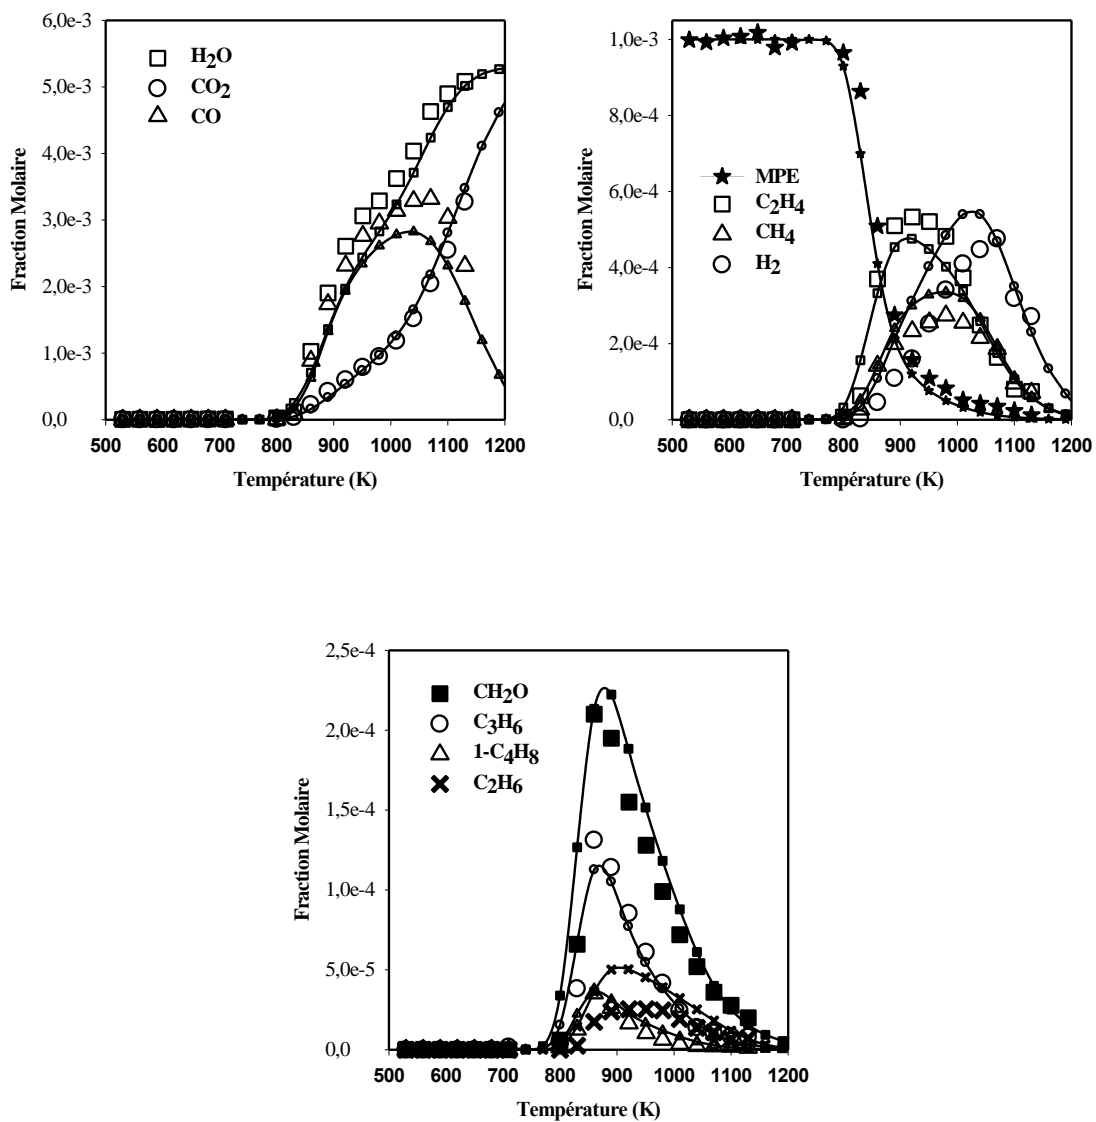 6,0e-3
5,0e-3
4,0e-3
3,0e-3
2,0e-3
1,0e-3
0,0
Fraction Molaire
H2O
CO2
CO
500 600 700 800 900 1000 1100 1200
Température (K)
1,0e-3
8,0e-4
6,0e-4
4,0e-4
2,0e-4
0,0
Fraction Molaire
MPE
C2H4
CH4
H2
500 600 700 800 900 1000 1100 1200
Température (K)
2,5e-4
2,0e-4
1,5e-4
1,0e-4
5,0e-5
0,0
Fraction Molaire
CH2O
C3H6
1-C4H8
C2H6
500 600 700 800 900 1000 1100 1200
Température (K)